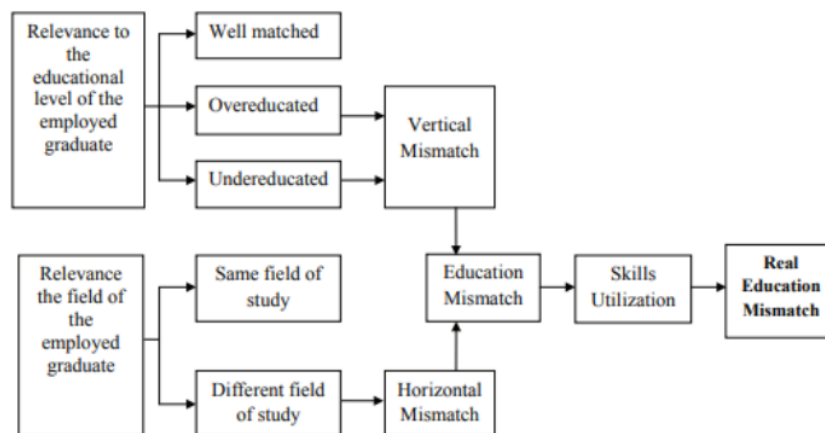 Relevance to
the
educational
level of the
employed
graduate
Well matched
Overeducated
Undereducated
Vertical
Mismatch
Relevance
the field of
the
employed
graduate
Same field of
study
Different field
of study
Horizontal
Mismatch
Education
Mismatch
Skills
Utilization
Real
Education
Mismatch